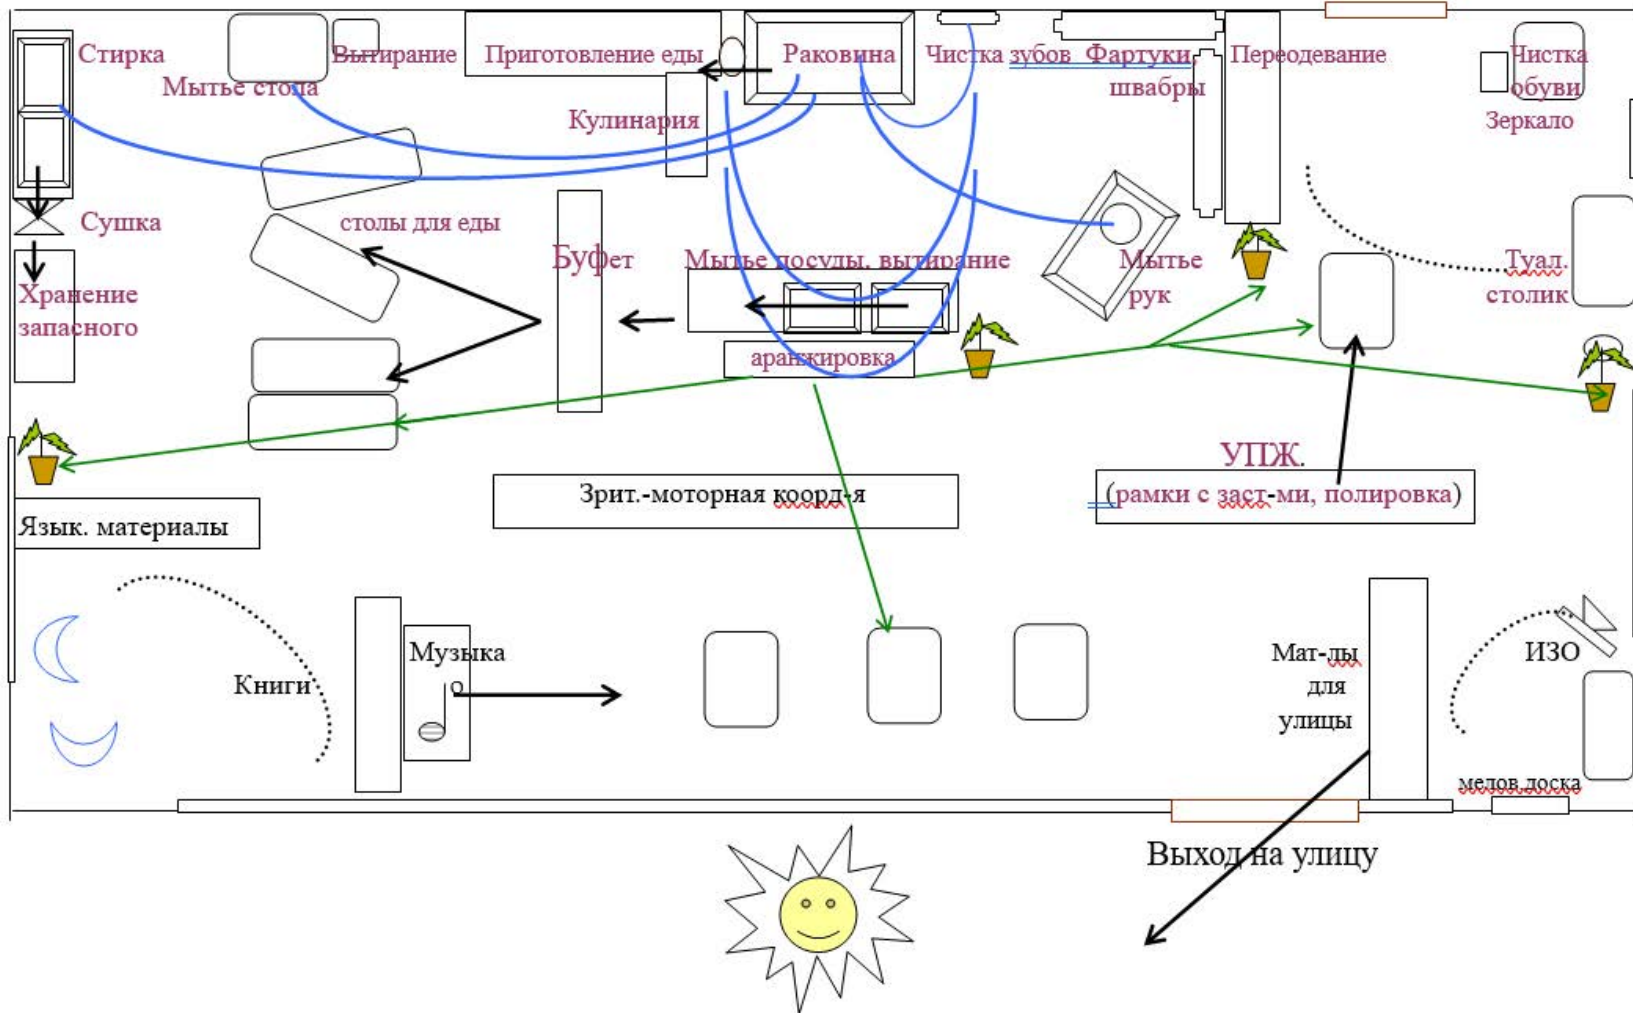 Стирка
Вытирание
Приготовление еды
Раковина
Чистка зубов
Фартуки,
швабры
Переодевание
Чистка
обуви
Мытье стола
Кулинария
Зеркало
Сушка
столы для еды
Буфет
Мытье посуды, вытирание
Мытье
рук
Туал.
столик
Хранение
запасного
аранжировка
УПЖ.
(рамки с заст-ми, полировка)
Зрит.-моторная коорд-я
Язык. материалы
Музыка
о
Книги
Мат-лы
для
улицы
ИЗО
мелов.доска
Выход на улицу